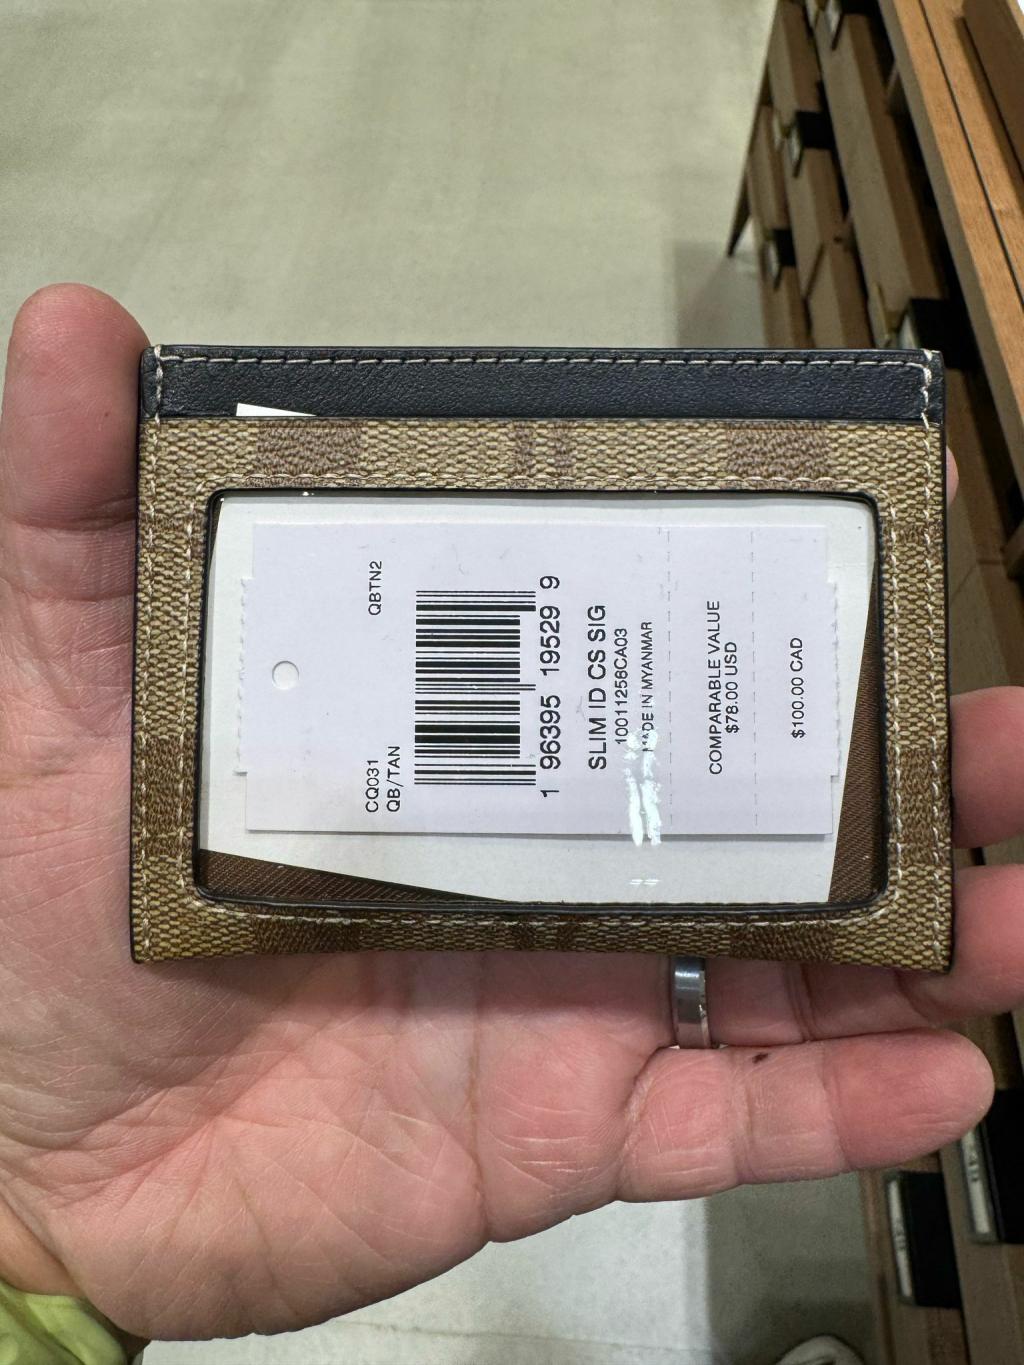 QBTN2
CQ031
QB/TAN
1 96395 19529 9
SLIM ID CS SIG
10011256CA03
MADE IN MYANMAR
COMPARABLE VALUE
$78.00 USD
$100.00 CAD